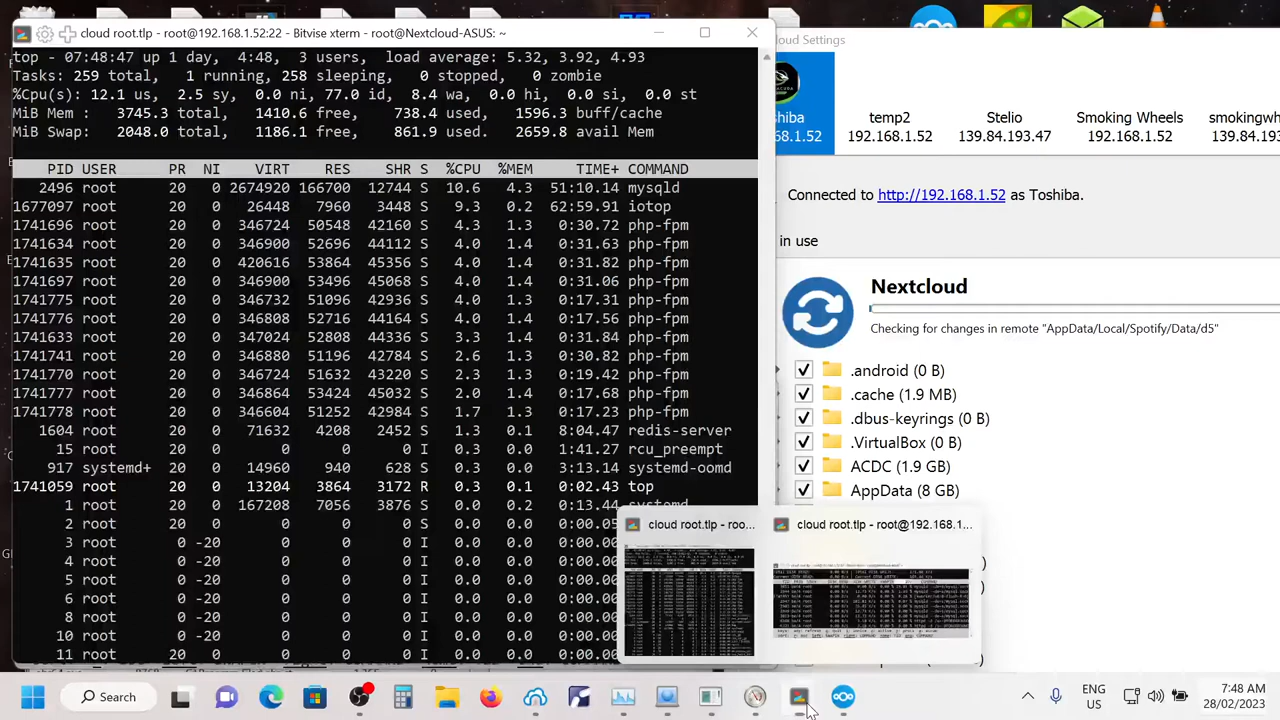 cloud root.tlp - root@192.168.1.52:22 - Bitvise xterm - root@Nextcloud-ASUS: ~
up 1 day, 4:48, 3 users, load average: 5.32, 3.92, 4.93
Tasks: 259 total, 1 running, 258 sleeping, 0 stopped, 0 zombie
%Cpu(s): 12.1 us, 2.5 sy, 0.0 ni, 77.0 id, 8.4 wa, 0.0 hi, 0.0 si, 0.0 st
MiB Mem : 3745.3 total, 1410.6 free, 738.4 used, 1596.3 buff/cache
MiB Swap: 2048.0 total, 1186.1 free, 861.9 used. 2659.8 avail Mem
PID USER PR NI VIRT RES SHR S %CPU %MEM TIME+ COMMAND
2496 root 20 0 2674920 166700 12744 S 10.6 4.3 51:10.14 mysqld
root 20 0 26448 7960 3448 S 9.3 0.2 62:59.91 iotop
1741696 root 20 0 346724 50548 42160 S 4.3 1.3 0:30.72 php-fpm
1741634 root 20 0 346900 52696 44112 S 4.0 1.4 0:31.63 php-fpm
1741635 root 20 0 420616 53864 45356 S 4.0 1.4 0:31.82 php-fpm
1741697 root 20 0 346900 53496 45068 S 4.0 1.4 0:31.06 php-fpm
1741775 root 20 0 346732 51096 42936 S 4.0 1.3 0:17.31 php-fpm
1741776 root 20 0 346808 52716 44164 S 4.0 1.4 0:17.56 php-fpm
1741633 root 20 0 347020 52804 44338 S 3.3 1.4 0:31.84 php-fpm
1741741 root 20 0 346880 51196 42784 S 2.6 1.3 0:30.82 php-fpm
1741770 root 20 0 346724 51632 43220 S 2.3 1.3 0:19.42 php-fpm
1741777 root 20 0 346864 53424 45032 S 2.0 1.4 0:17.68 php-fpm
1741778 root 20 0 346604 51252 42984 S 1.7 1.3 0:17.23 php-fpm
1604 root 20 0 71632 4208 2452 S 1.3 0.1 8:04.47 redis-server
15 root 20 0 0 0 0 I 0.3 0.0 1:41.27 rcu_preempt
917 systemd+ 20 0 14960 940 628 S 0.3 0.0 3:13.14 systemd-oomd
1741059 root 20 0 13204 3864 3172 R 0.3 0.1 0:02.43 top
1 root 20 0 167208 7056 3876 S 0.0 0.2 0:13.44 systemd
2 root 20 0 0 0 0 S 0.0 0.0
3 root 0 -20 0 0 0 I 0.0 0.0
root 0 -20 0 0 0 I 0.0 0.0
root 0 -20 0 0 0 I 0.0 0.0
root 0 -20 0 0 0 I 0.0 0.0
root 0 -20 0 0 0 I 0.0 0.0
10 root 0 -20 0 0 0 I 0.0 0.0
11 root 20 0 0 0 0 I 0.0 0.0
cloud root.tlp - roo...
cloud root.tlp - root@192.168.1...
cloud Settings
temp2
192.168.1.52
Stelio
139.84.193.47
Smoking Wheels
192.168.1.52
Connected to http://192.168.1.52 as Toshiba.
in use
Nextcloud
Checking for changes in remote "AppData/Local/Spotify/Data/d5"
.android (0 B)
.cache (1.9 MB)
.dbus-keyrings (0 B)
.VirtualBox (0 B)
ACDC (1.9 GB)
AppData (8 GB)
Search
ENG
US
7:48 AM
28/02/2023